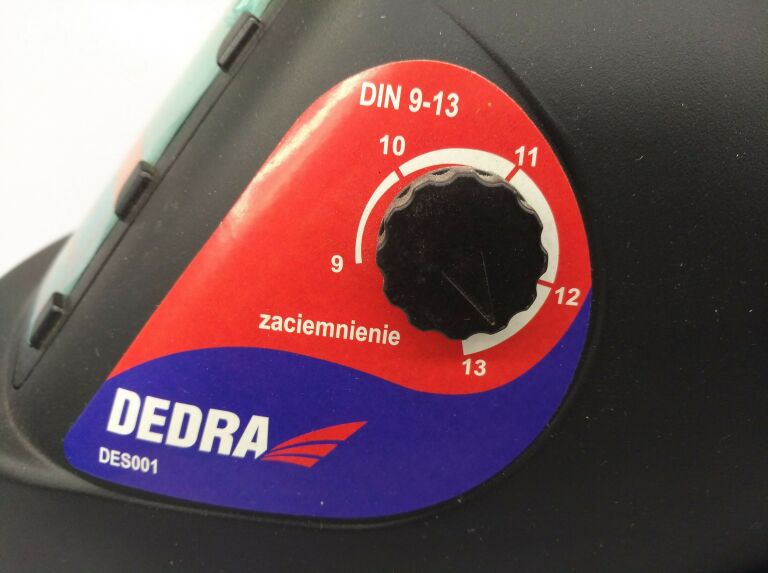 DIN 9-13
10
11
9
12
zaciemnienie
13
DEDRA
DES001